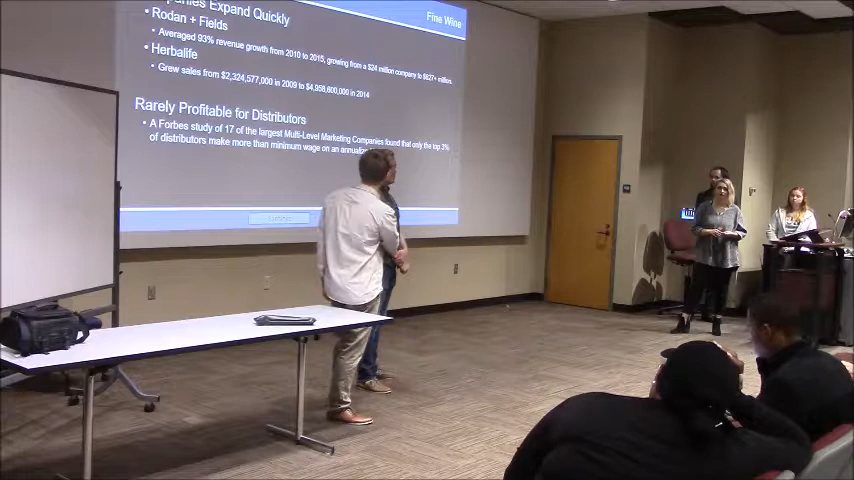 panies Expand Quickly
Fine Wine
• Rodan + Fields
• Averaged 93% revenue growth from 2010 to 2015, growing from a $24 million company to $627+ million.
• Herbalife
• Grew sales from $2,324,577,000 in 2009 to $4,958,600,000 in 2014
Rarely Profitable for Distributors
• A Forbes study of 17 of the largest Multi-Level Marketing Companies found that only the top 3%
of distributors make more than minimum wage on an annual